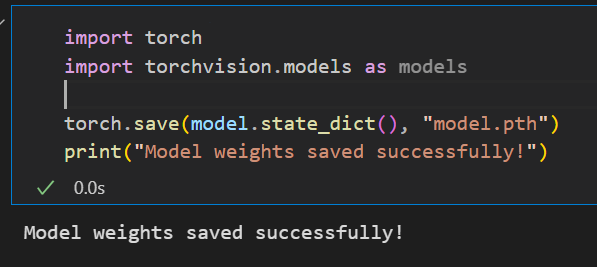 import torch
import torchvision.models as models
torch.save(model.state_dict(), "model.pth")
print("Model weights saved successfully!")
0.0s
Model weights saved successfully!